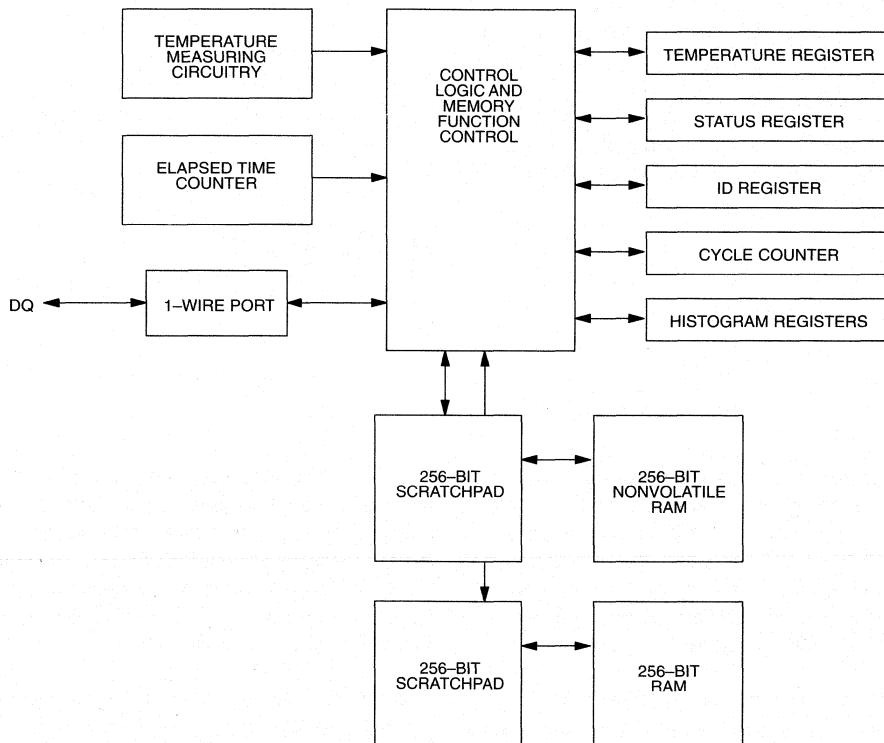 TEMPERATURE
MEASURING
CIRCUITRY
CONTROL
LOGIC AND
MEMORY
FUNCTION
CONTROL
TEMPERATURE REGISTER
STATUS REGISTER
ELAPSED TIME
COUNTER
ID REGISTER
CYCLE COUNTER
DQ
1–WIRE PORT
HISTOGRAM REGISTERS
256–BIT
SCRATCHPAD
256–BIT
NONVOLATILE
RAM
256–BIT
SCRATCHPAD
256–BIT
RAM